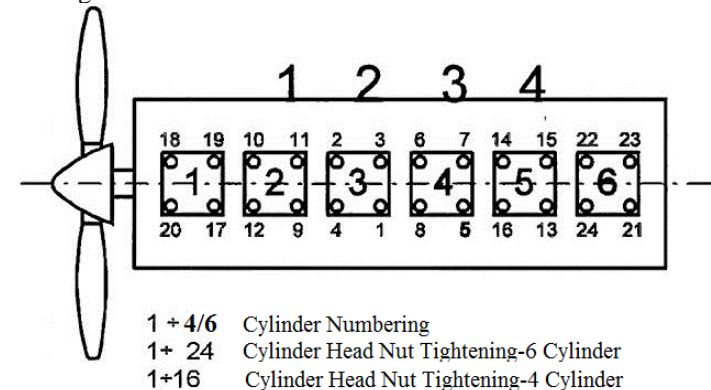 1 2 3 4
18 19 10 11 2 3 6 7 14 15 22 23
1 2 3 4 5 6
20 17 12 9 4 1 8 5 16 13 24 21
1 ÷ 4/6 Cylinder Numbering
1÷ 24 Cylinder Head Nut Tightening-6 Cylinder
1÷16 Cylinder Head Nut Tightening-4 Cylinder